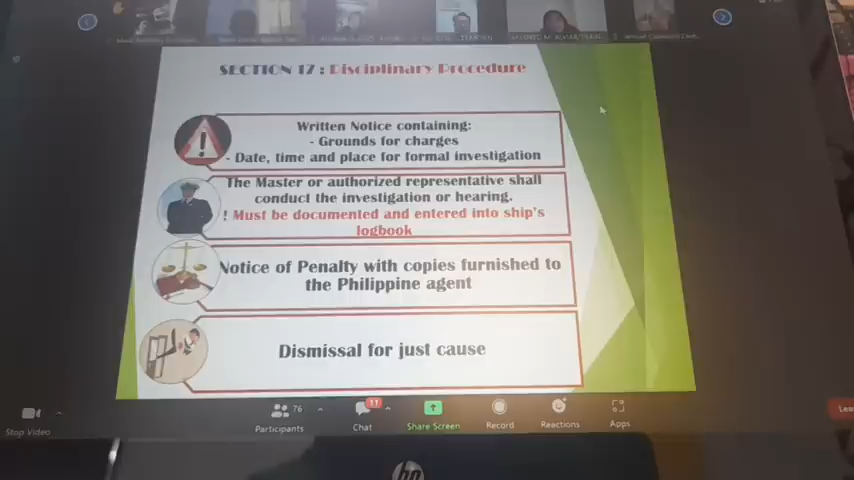 SECTION 17 : Disciplinary Procedure
Written Notice containing:
- Grounds for charges
- Date, time and place for formal investigation
The Master or authorized representative shall
conduct the investigation or hearing.
! Must be documented and entered into ship's
logbook
Notice of Penalty with copies furnished to
the Philippine agent
Dismissal for just cause
76
11
Stop Video
Participants
Chat
Share Screen
Record
Reactions
Apps
hp